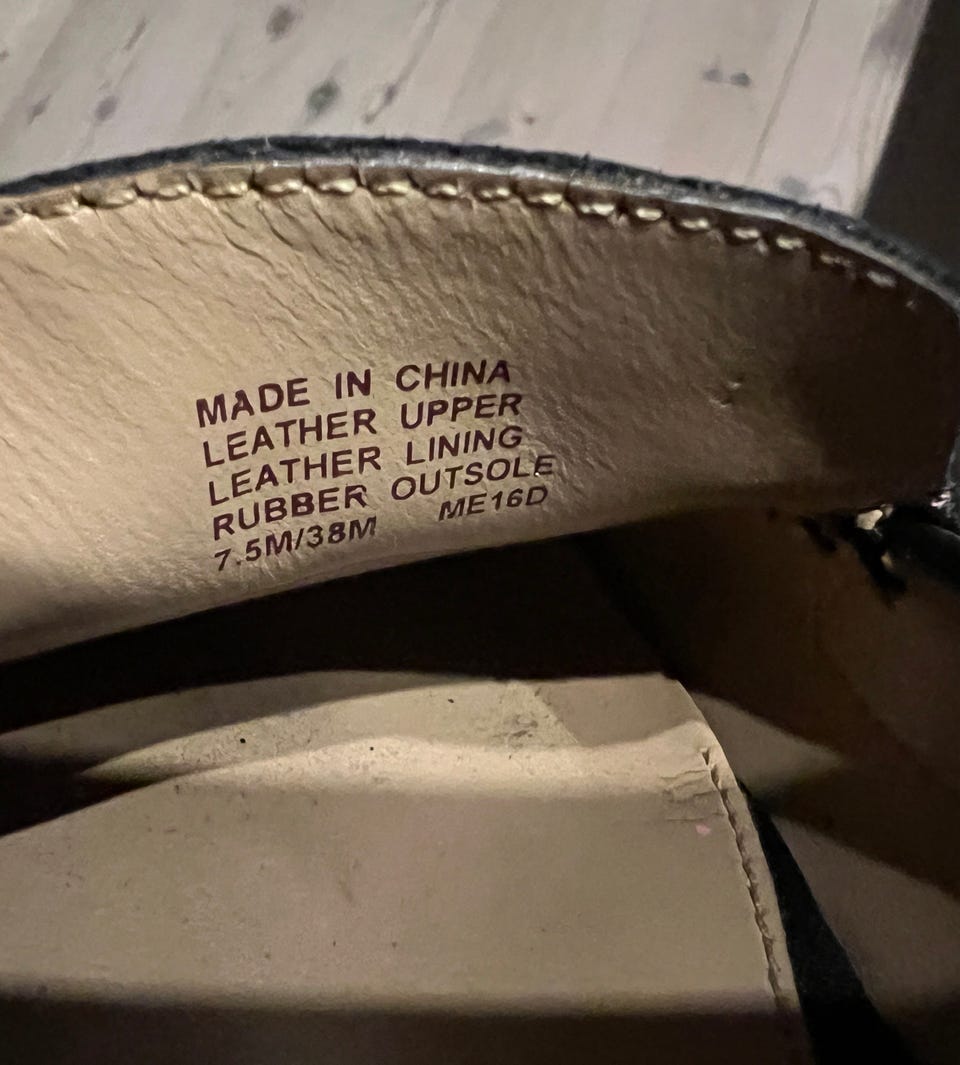 MADE IN CHINA
LEATHER UPPER
LEATHER LINING
RUBBER OUTSOLE
7.5M/38M ME16D